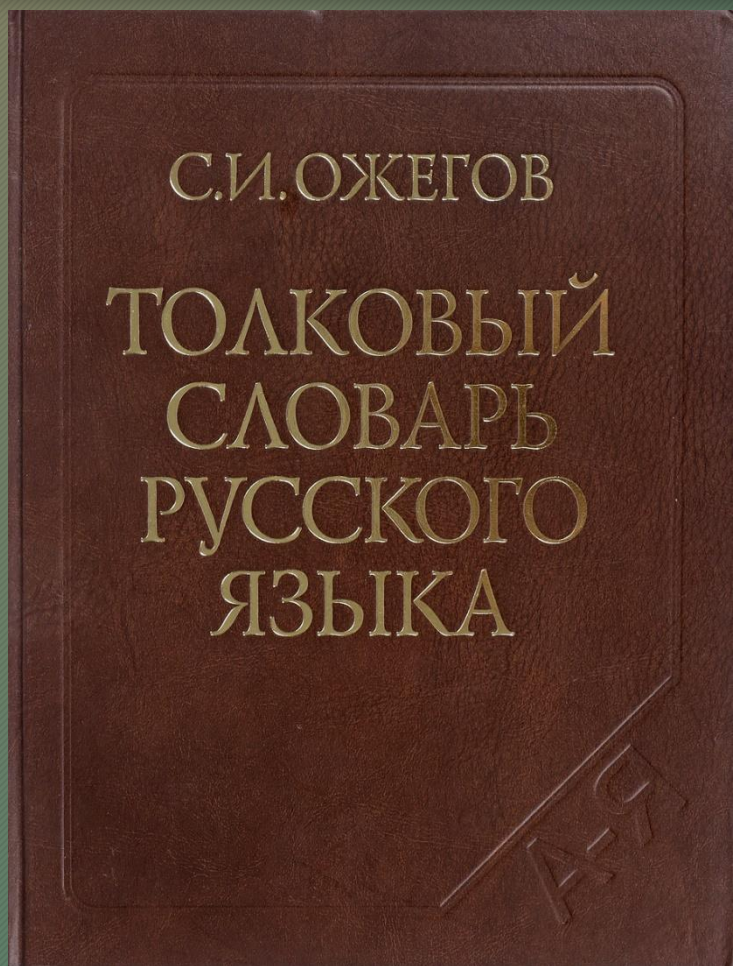 С.И. ОЖЕГОВ
ТОЛКОВЫЙ
СЛОВАРЬ
РУССКОГО
ЯЗЫКА
А-Я